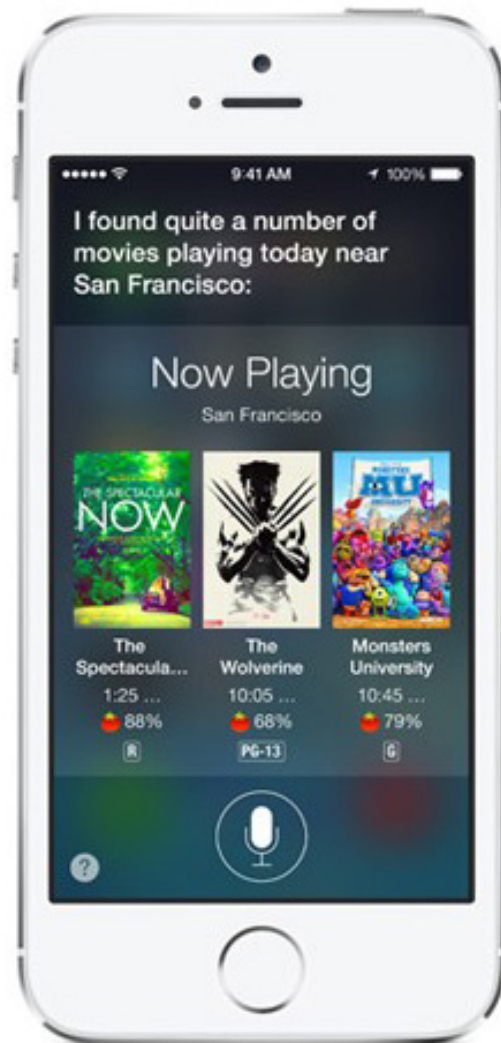 9:41 AM
100%
I found quite a number of
movies playing today near
San Francisco:
Now Playing
San Francisco
THE SPECTACULAR
NOW
MONSTERS
MU
UNIVERSITY
The
Spectacula...
The
Wolverine
Monsters
University
1:25 ...
10:05 ...
10:45 ...
88%
68%
79%
R
PG-13
G
?